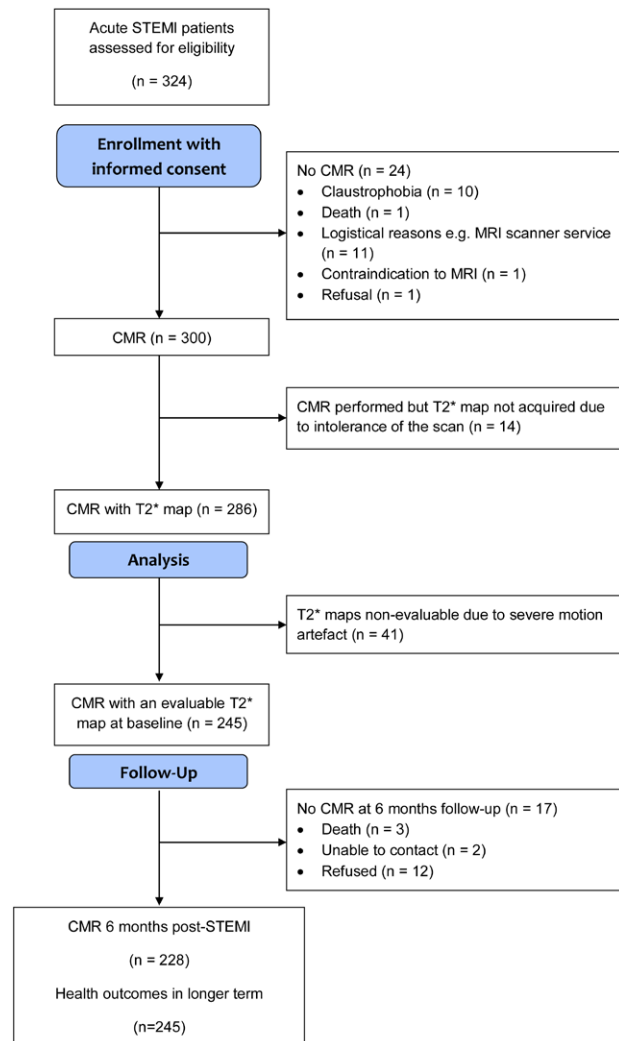 Acute STEMI patients
assessed for eligibility
(n = 324)
Enrollment with
informed consent
No CMR (n = 24)
• Claustrophobia (n = 10)
• Death (n = 1)
• Logistical reasons e.g. MRI scanner service
(n = 11)
• Contraindication to MRI (n = 1)
• Refusal (n = 1)
CMR (n = 300)
CMR performed but T2* map not acquired due
to intolerance of the scan (n = 14)
CMR with T2* map (n = 286)
Analysis
T2* maps non-evaluable due to severe motion
artefact (n = 41)
CMR with an evaluable T2*
map at baseline (n = 245)
Follow-Up
No CMR at 6 months follow-up (n = 17)
• Death (n = 3)
• Unable to contact (n = 2)
• Refused (n = 12)
CMR 6 months post-STEMI
(n = 228)
Health outcomes in longer term
(n=245)